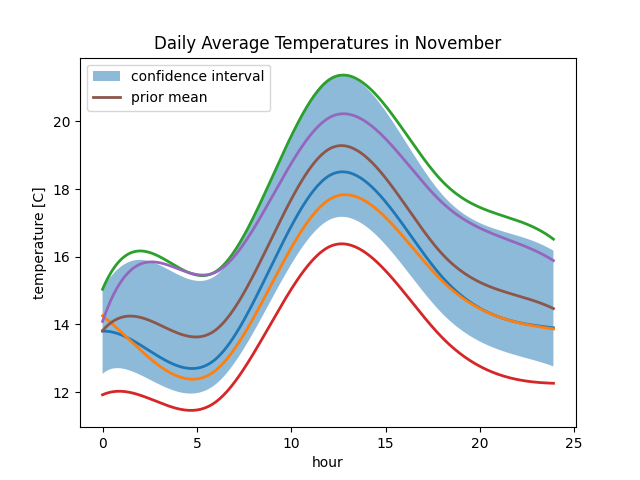 Daily Average Temperatures in November
confidence interval
prior mean
temperature [C]
20
18
16
14
12
0 5 10 15 20 25
hour